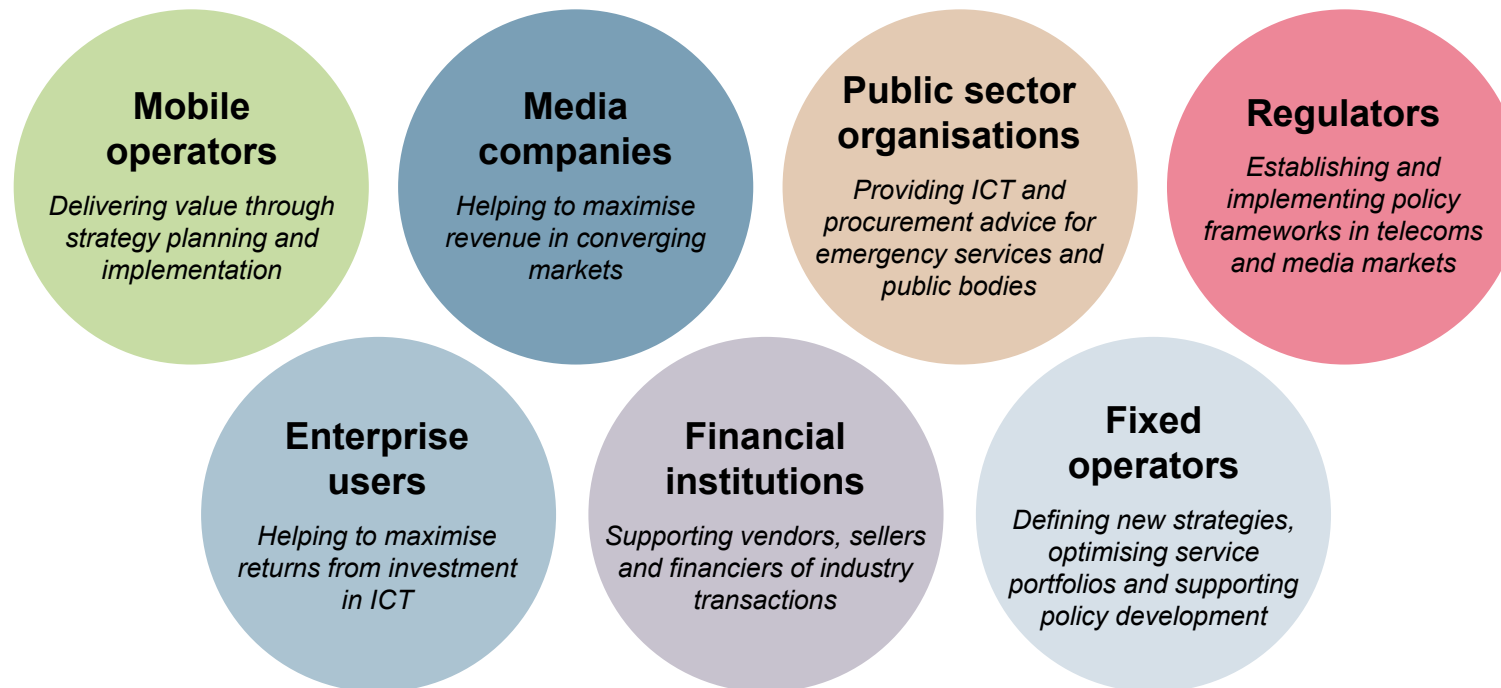 Mobile
operators
Delivering value through
strategy planning and
implementation
Media
companies
Helping to maximise
revenue in converging
markets
Public sector
organisations
Providing ICT and
procurement advice for
emergency services and
public bodies
Regulators
Establishing and
implementing policy
frameworks in telecoms
and media markets
Enterprise
users
Helping to maximise
returns from investment
in ICT
Financial
institutions
Supporting vendors, sellers
and financiers of industry
transactions
Fixed
operators
Defining new strategies,
optimising service
portfolios and supporting
policy development